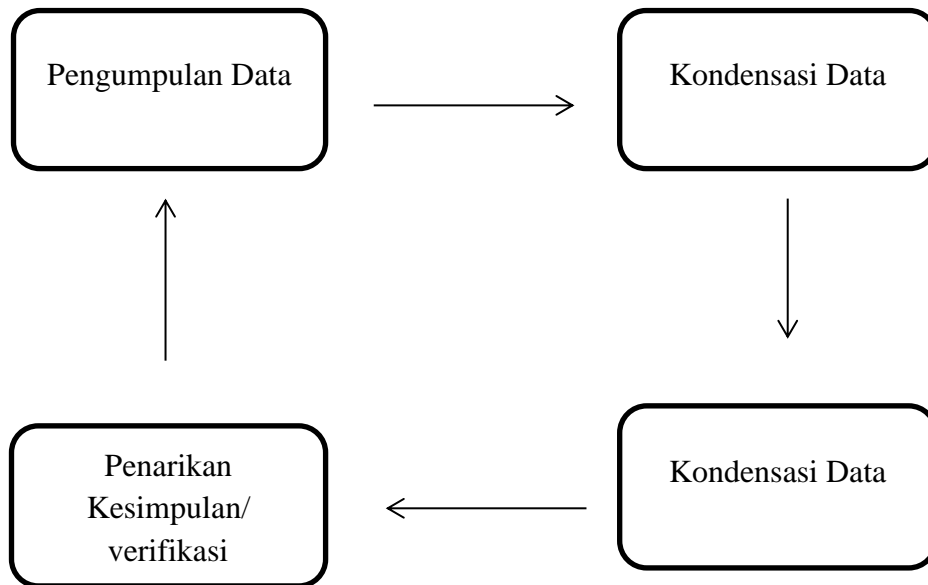 Pengumpulan Data
Kondensasi Data
Penarikan
Kesimpulan/
verifikasi
Kondensasi Data